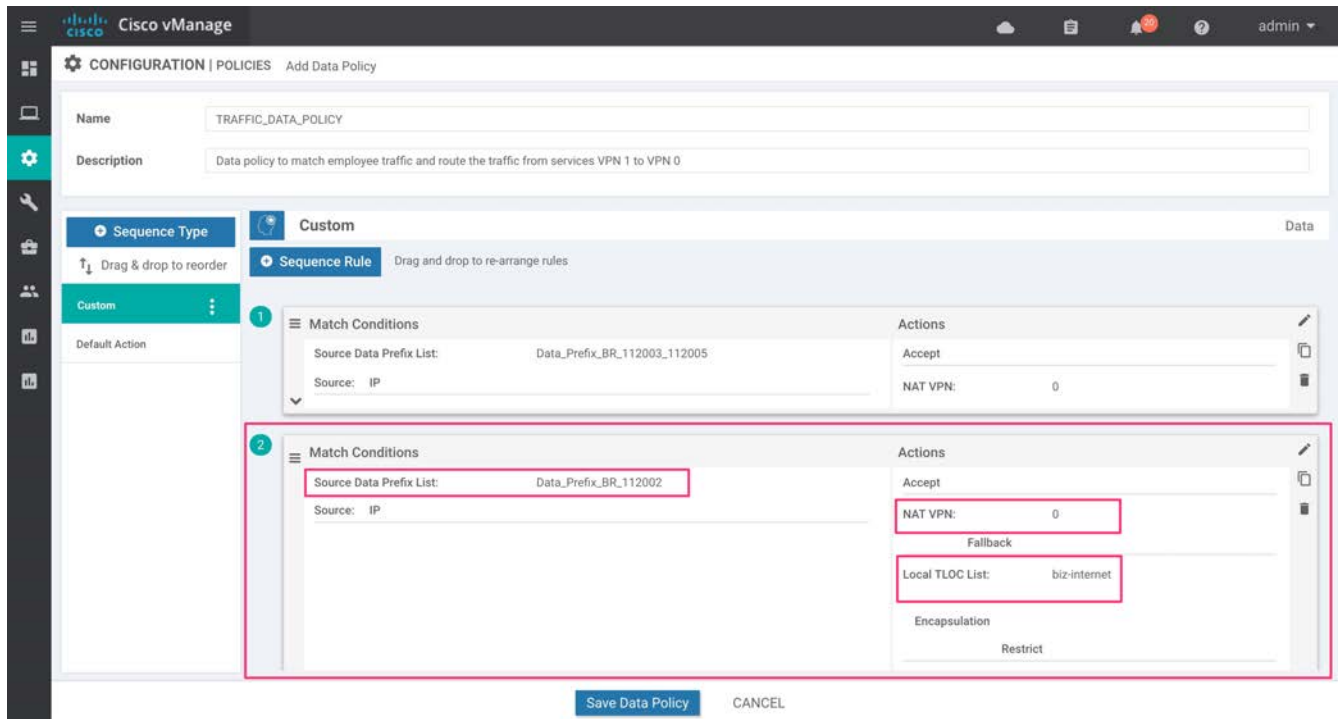 cisco Cisco vManage 20 admin
CONFIGURATION | POLICIES Add Data Policy
Name TRAFFIC_DATA_POLICY
Description Data policy to match employee traffic and route the traffic from services VPN 1 to VPN 0
Sequence Type
Drag & drop to reorder
Custom
Default Action
Custom Data
Sequence Rule Drag and drop to re-arrange rules
1
Match Conditions Actions
Source Data Prefix List: Data_Prefix_BR_112003_112005 Accept
Source: IP NAT VPN: 0
2
Match Conditions Actions
Source Data Prefix List: Data_Prefix_BR_112002 Accept
Source: IP NAT VPN: 0
Fallback
Local TLOC List: biz-internet
Encapsulation
Restrict
Save Data Policy CANCEL